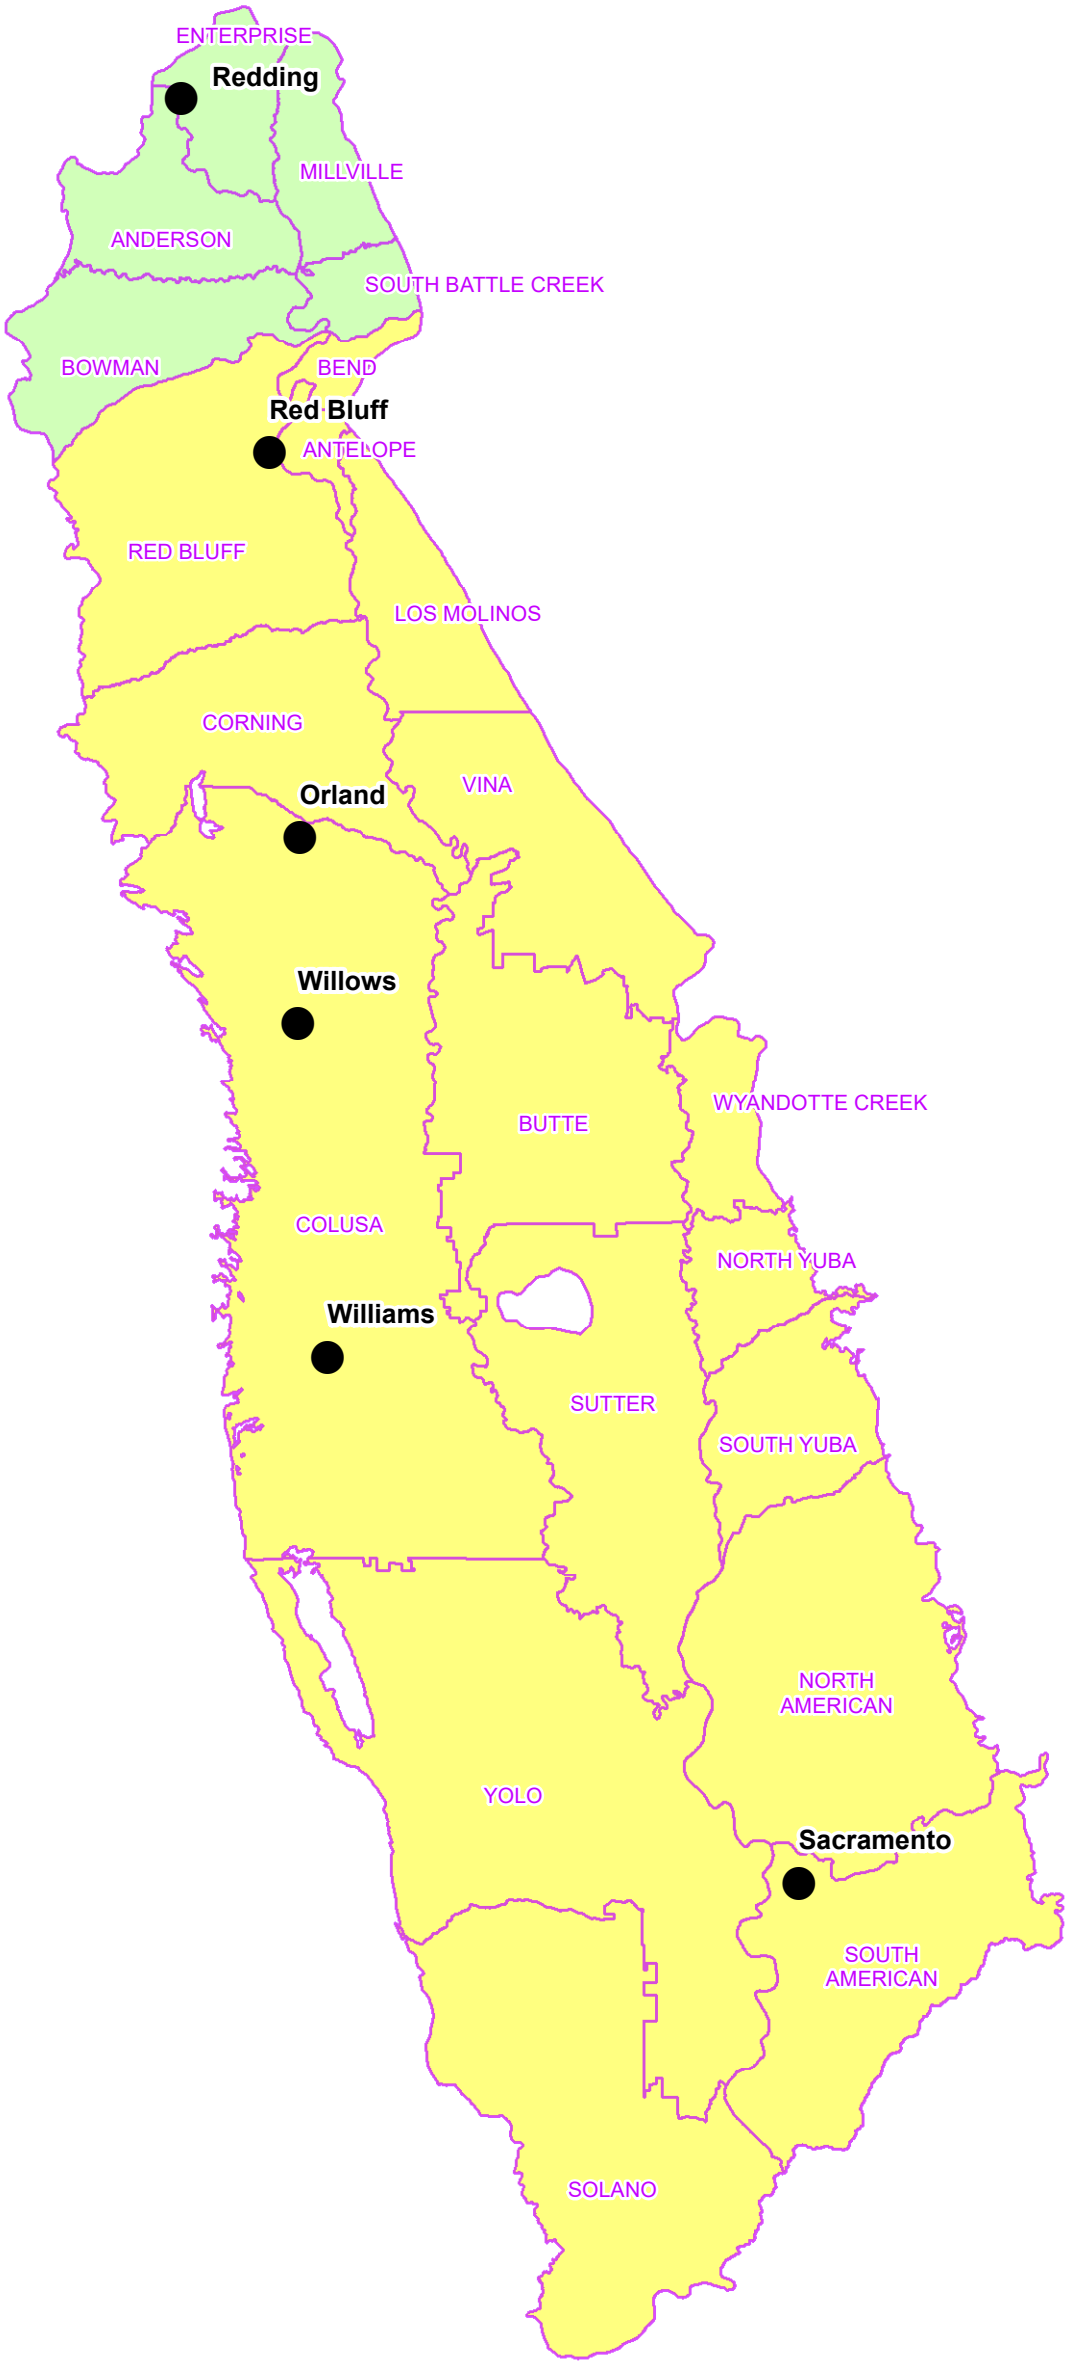 ENTERPRISE
Redding
MILLVILLE
ANDERSON
SOUTH BATTLE CREEK
BOWMAN
BEND
Red Bluff
ANTELOPE
RED BLUFF
LOS MOLINOS
CORNING
VINA
Orland
Willows
WYANDOTTE CREEK
BUTTE
COLUSA
NORTH YUBA
Williams
SUTTER
SOUTH YUBA
NORTH
AMERICAN
YOLO
Sacramento
SOUTH
AMERICAN
SOLANO